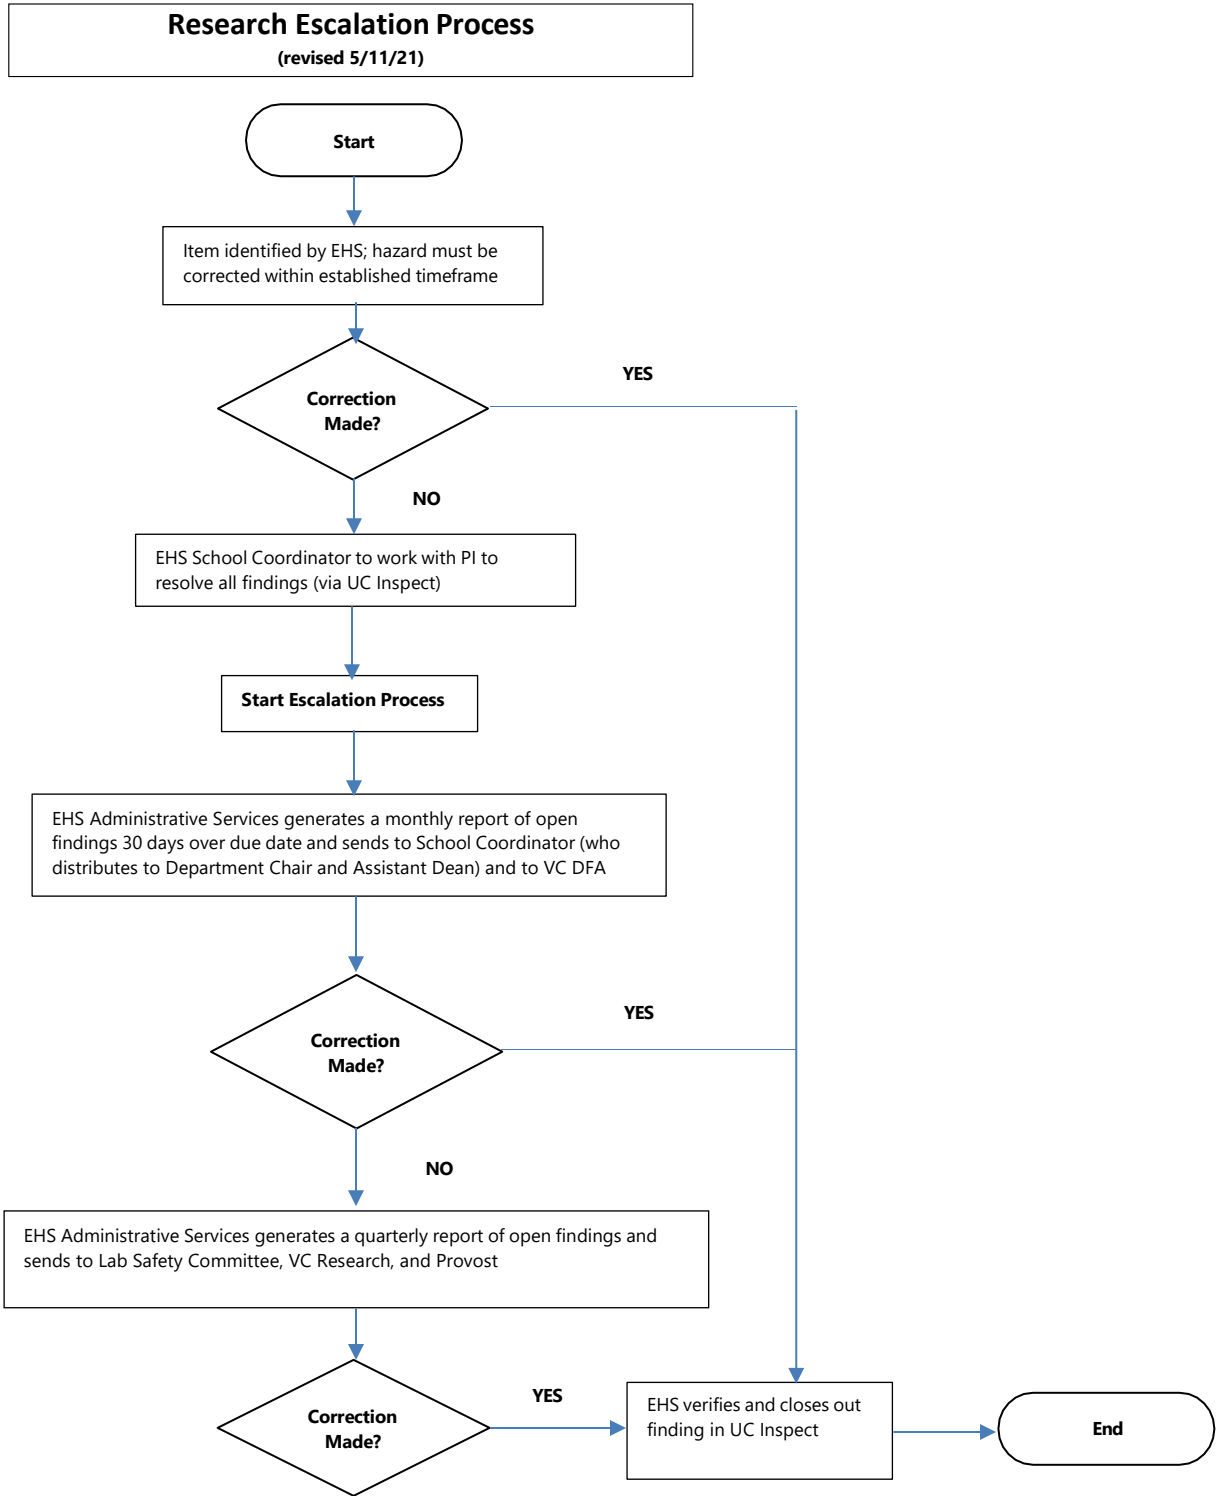 Research Escalation Process
(revised 5/11/21)
Start
Item identified by EHS; hazard must be
corrected within established timeframe
YES
Correction
Made?
NO
EHS School Coordinator to work with PI to
resolve all findings (via UC Inspect)
Start Escalation Process
EHS Administrative Services generates a monthly report of open
findings 30 days over due date and sends to School Coordinator (who
distributes to Department Chair and Assistant Dean) and to VC DFA
YES
Correction
Made?
NO
EHS Administrative Services generates a quarterly report of open findings and
sends to Lab Safety Committee, VC Research, and Provost
YES
Correction
Made?
EHS verifies and closes out
finding in UC Inspect
End